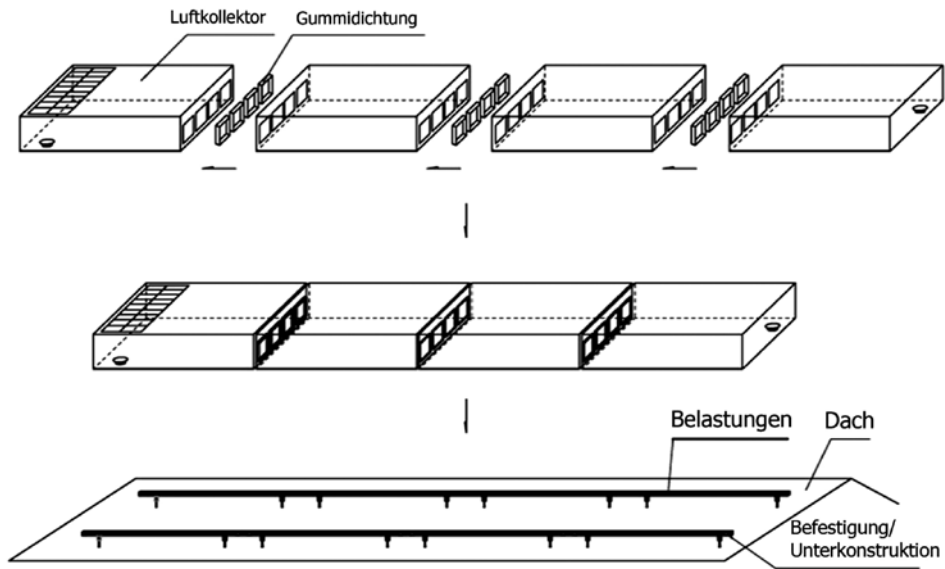 Luftkollektor
Gummidichtung
Belastungen
Dach
Befestigung/
Unterkonstruktion